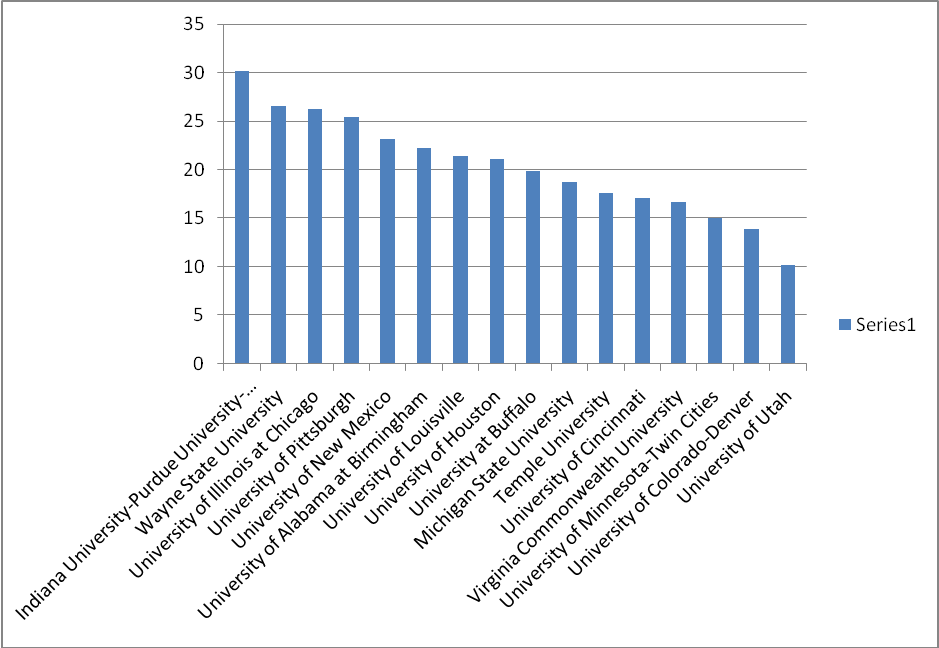 35
30
25
20
15
10
5
0
Indiana University-Purdue University-...
Wayne State University
University of Illinois at Chicago
University of Pittsburgh
University of New Mexico
University of Alabama at Birmingham
University of Louisville
University of Houston
University at Buffalo
Michigan State University
Temple University
University of Cincinnati
Virginia Commonwealth University
University of Minnesota-Twin Cities
University of Colorado-Denver
University of Utah
Series1